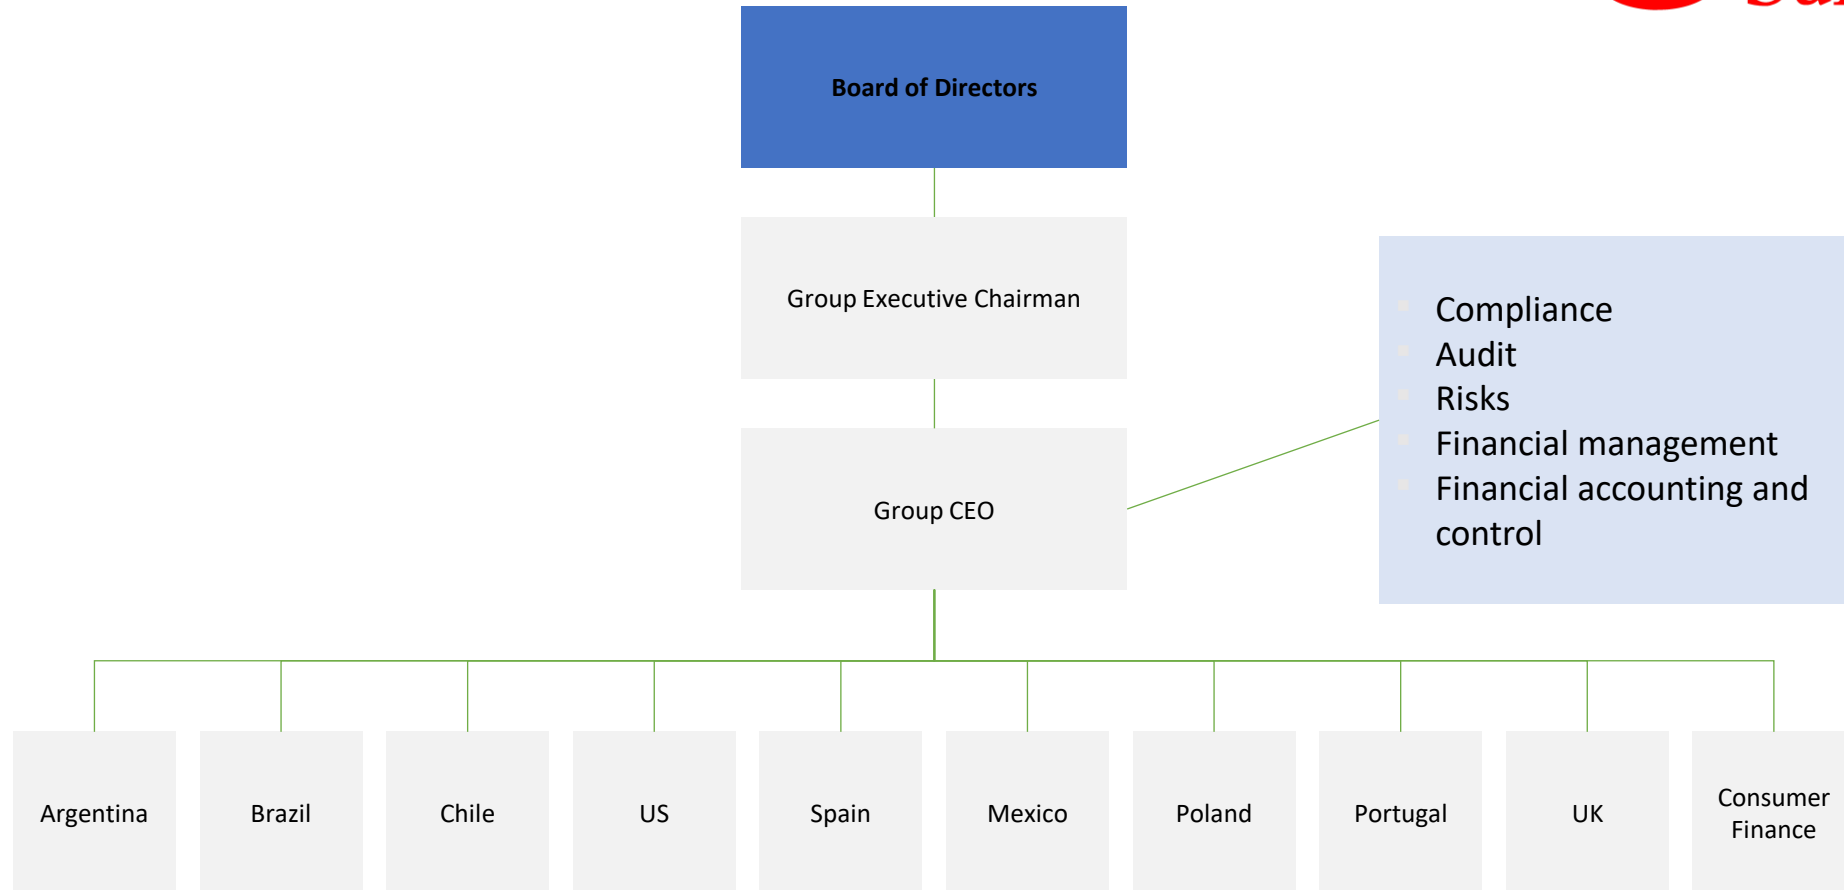 Board of Directors
Group Executive Chairman
Compliance
Audit
Risks
Financial management
Financial accounting and
control
Group CEO
Argentina
Brazil
Chile
US
Spain
Mexico
Poland
Portugal
UK
Consumer
Finance